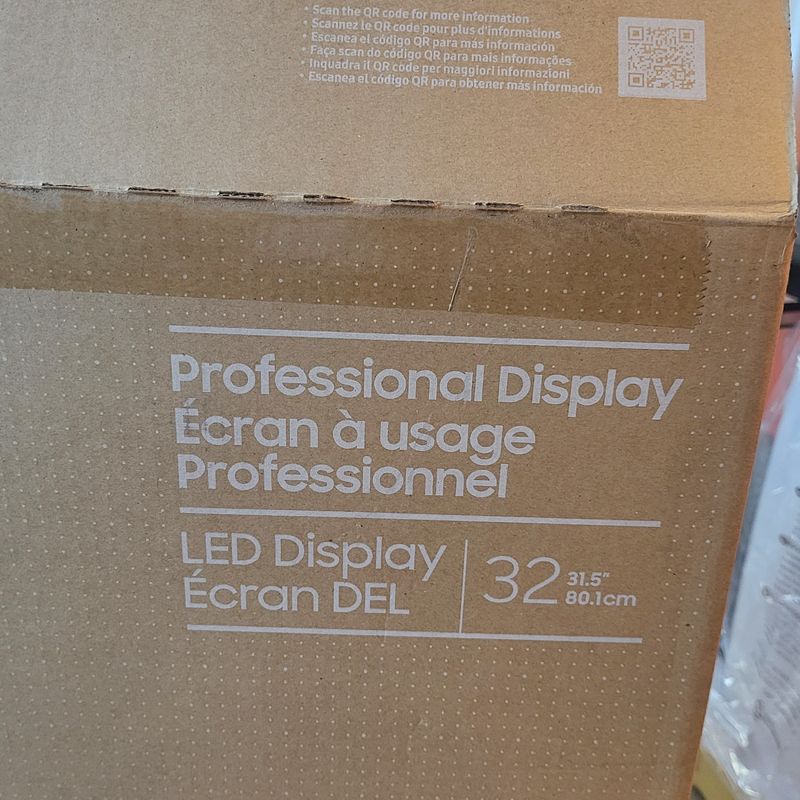 • Scan the QR code for more information
• Scannez le QR code pour plus d'informations
• Escanea el código QR para más información
• Faça scan do código QR para mais informações
• Inquadra il QR code per maggiori informazioni
• Escanea el código QR para obtener más información
Professional Display
Écran à usage
Professionnel
LED Display
Écran DEL
32
31.5"
80.1cm